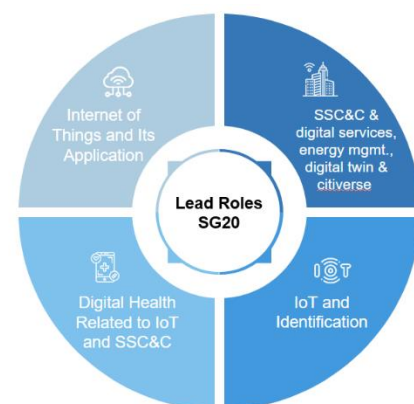 Internet of
Things and Its
Application
SSC&C &
digital services,
energy mgmt.,
digital twin &
citiverse
Lead Roles
SG20
Digital Health
Related to IoT
and SSC&C
IOT
IoT and
Identification